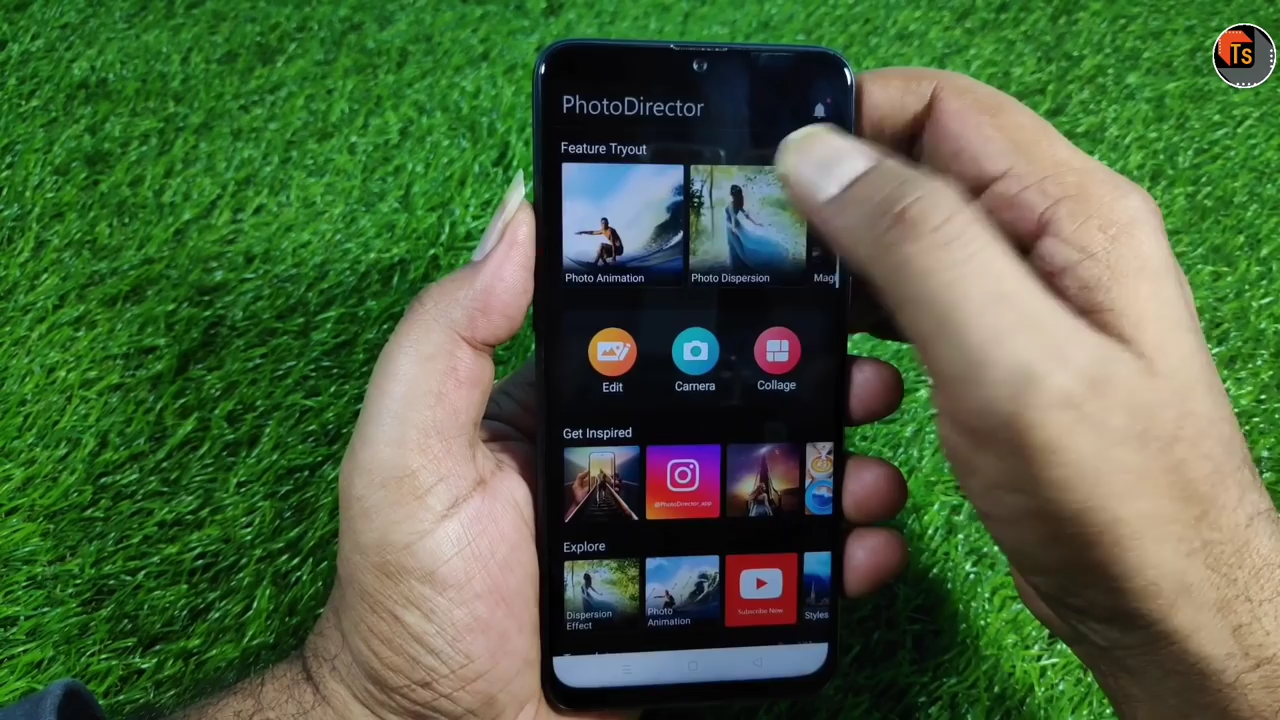 Ts
PhotoDirector
Feature Tryout
Photo Animation
Photo Dispersion
Edit
Camera
Collage
Get Inspired
@PhotoDirector_app
Explore
Dispersion
Effect
Photo
Animation
Subscribe Now
Styles